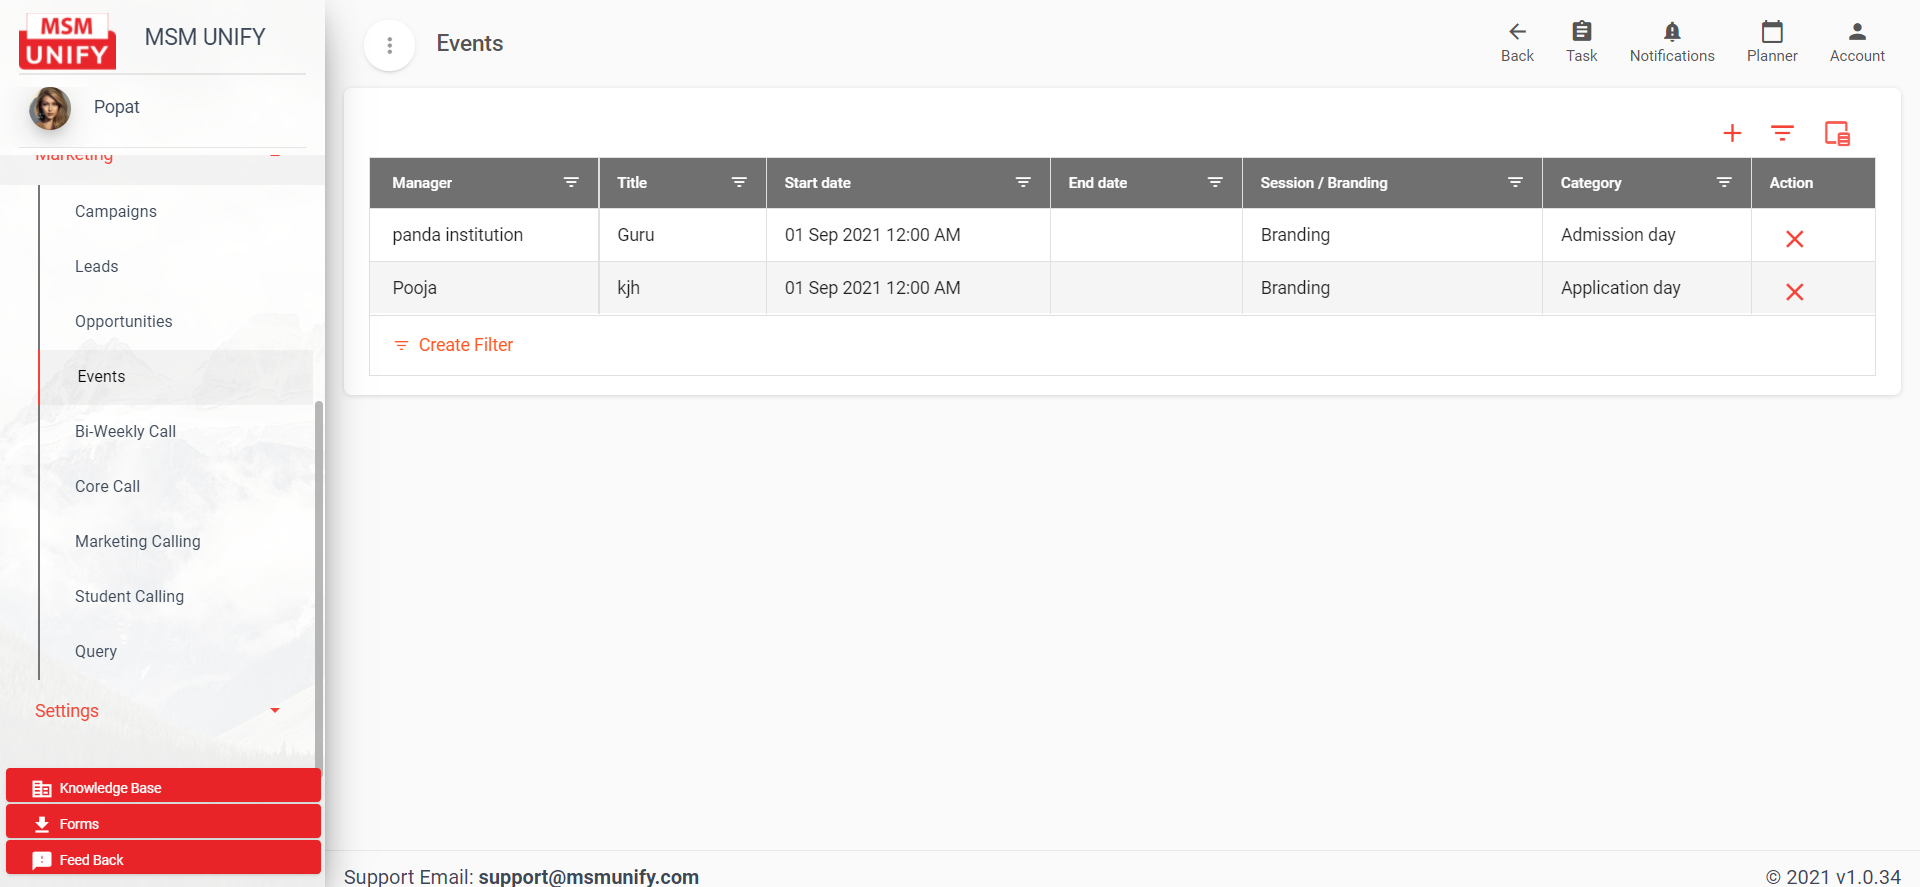 MSM
UNIFY
MSM UNIFY
Popat
Marketing
Campaigns
Leads
Opportunities
Events
Bi-Weekly Call
Core Call
Marketing Calling
Student Calling
Query
Settings
Knowledge Base
Forms
Feed Back
Events
Back Task Notifications Planner Account
Manager Title Start date End date Session / Branding Category Action
panda institution Guru 01 Sep 2021 12:00 AM Branding Admission day
Pooja kjh 01 Sep 2021 12:00 AM Branding Application day
Create Filter
Support Email: support@msmunify.com © 2021 v1.0.34